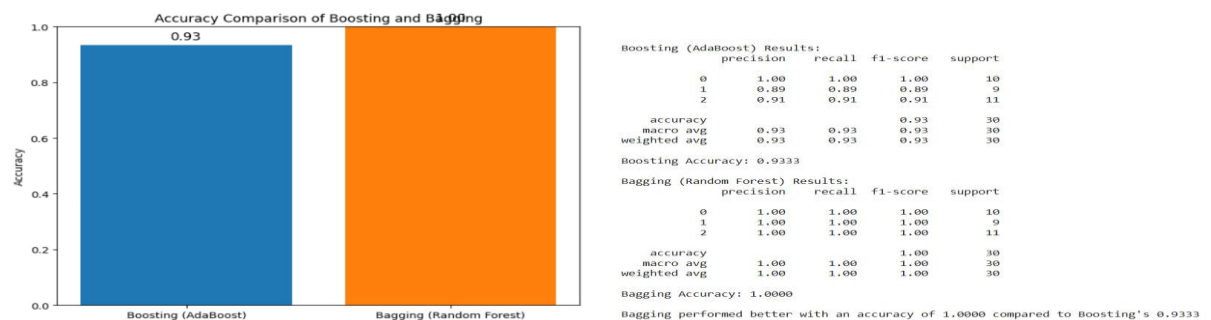 Accuracy Comparison of Boosting and Bagging
1.00
0.93
1.0
0.8
0.6
0.4
0.2
0.0
Accuracy
Boosting (AdaBoost)
Bagging (Random Forest)
Boosting (AdaBoost) Results:
precision recall f1-score support
0 1.00 1.00 1.00 10
1 0.89 0.89 0.89 9
2 0.91 0.91 0.91 11
accuracy 0.93 30
macro avg 0.93 0.93 0.93 30
weighted avg 0.93 0.93 0.93 30
Boosting Accuracy: 0.9333
Bagging (Random Forest) Results:
precision recall f1-score support
0 1.00 1.00 1.00 10
1 1.00 1.00 1.00 9
2 1.00 1.00 1.00 11
accuracy 1.00 30
macro avg 1.00 1.00 1.00 30
weighted avg 1.00 1.00 1.00 30
Bagging Accuracy: 1.0000
Bagging performed better with an accuracy of 1.0000 compared to Boosting's 0.9333